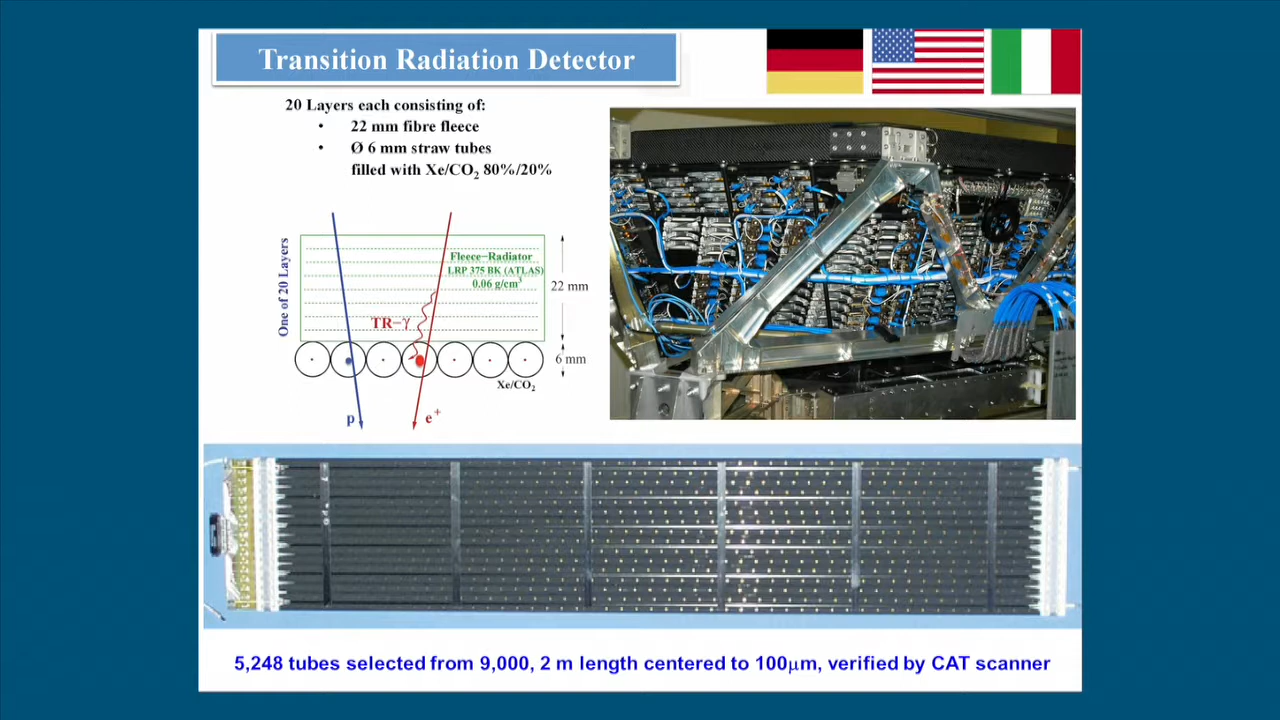 Transition Radiation Detector
20 Layers each consisting of:
• 22 mm fibre fleece
• Ø 6 mm straw tubes
filled with Xe/CO₂ 80%/20%
One of 20 Layers
Fleece−Radiator
LRP 375 BK (ATLAS)
0.06 g/cm³
22 mm
TR−γ
6 mm
Xe/CO₂
p
e⁺
5,248 tubes selected from 9,000, 2 m length centered to 100μm, verified by CAT scanner